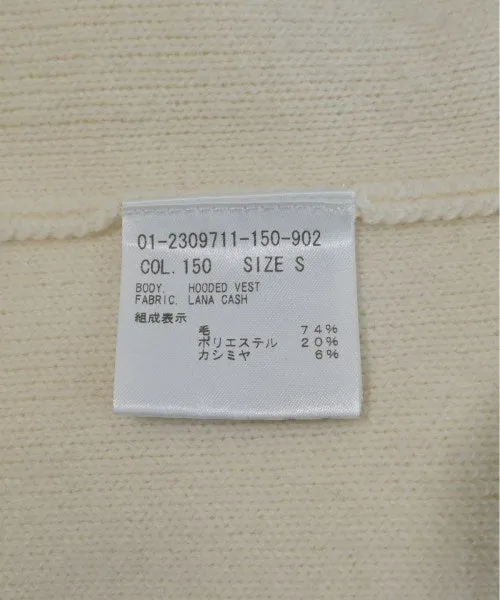 01-2309711-150-902
COL. 150 SIZE S
BODY. HOODED VEST
FABRIC. LANA CASH
組成表示
毛 74%
ポリエステル 20%
カシミヤ 6%